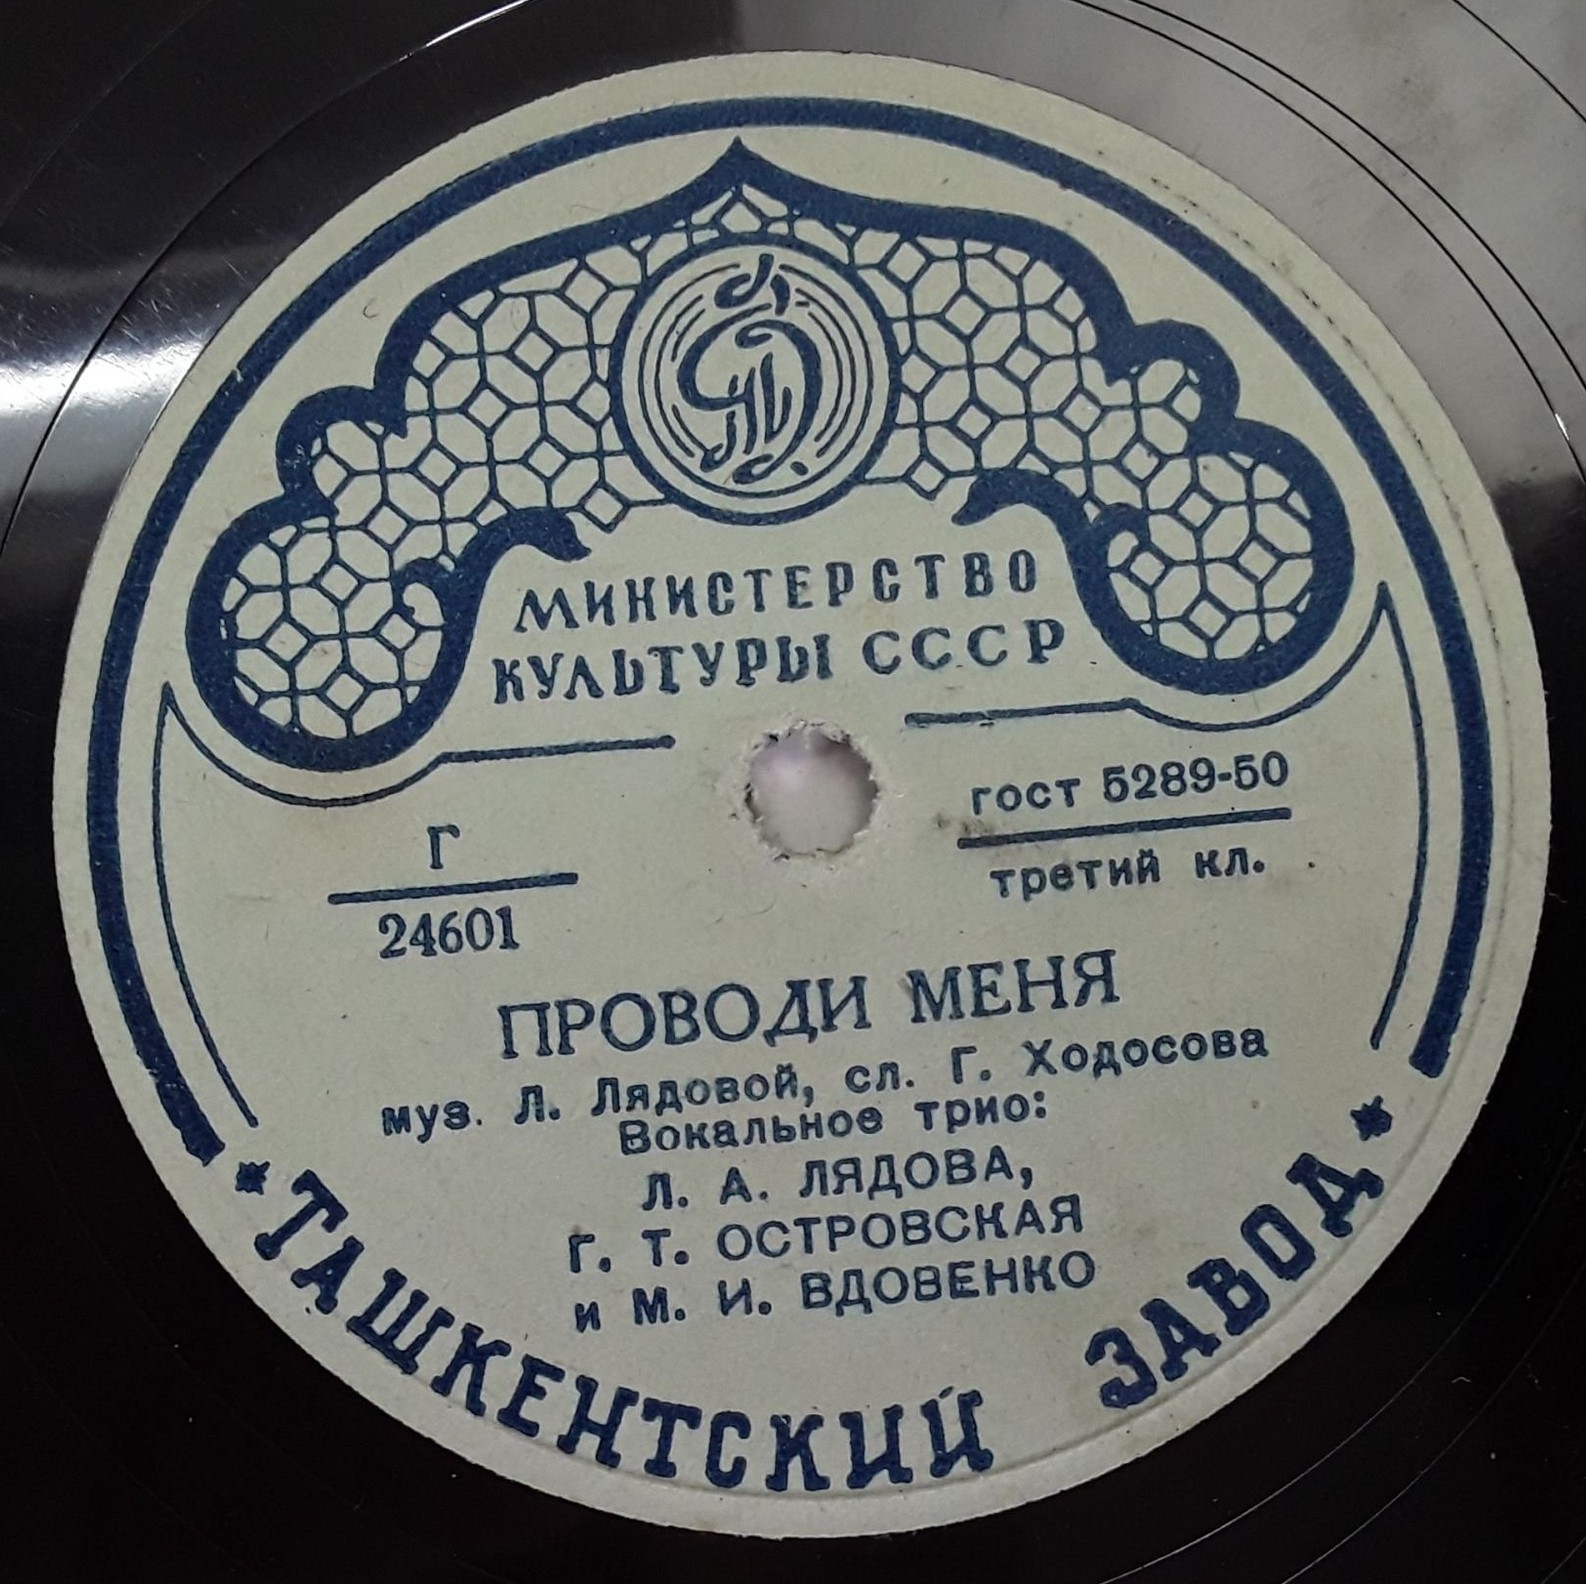 МИНИСТЕРСТВО
КУЛЬТУРЫ СССР
Г
24601
ГОСТ 5289-50
третий кл.
ПРОВОДИ МЕНЯ
муз. Л. Лядовой, сл. Г. Ходосова
Вокальное трио:
Л. А. ЛЯДОВА,
Г. Т. ОСТРОВСКАЯ
и М. И. ВДОВЕНКО
ТАШКЕНТСКИЙ ЗАВОД